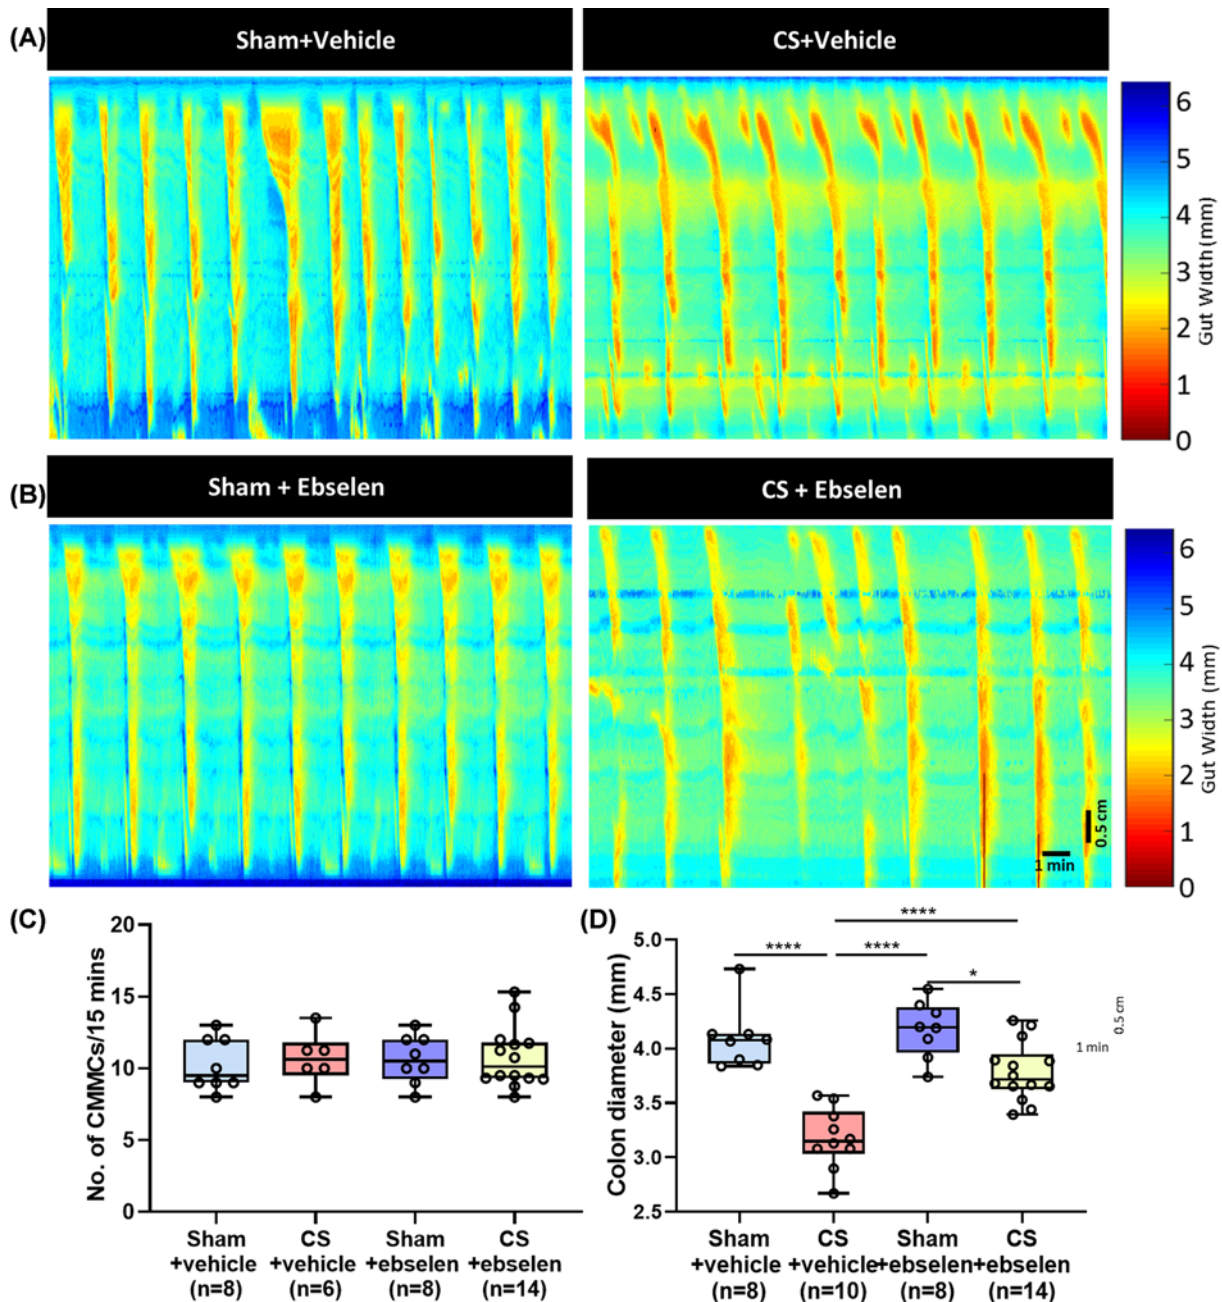 (A)
Sham+Vehicle
CS+Vehicle
6
5
4
3
2
1
0
Gut Width (mm)
(B)
Sham + Ebselen
CS + Ebselen
6
5
4
3
2
1
0
Gut Width (mm)
0.5 cm
1 min
(C)
No. of CMMCs/15 mins
20
15
10
5
0
Sham
+vehicle
(n=8)
CS
+vehicle
(n=6)
Sham
+ebselen
(n=8)
CS
+ebselen
(n=14)
(D)
Colon diameter (mm)
5.0
4.5
4.0
3.5
3.0
2.5
****
****
****
*
0.5 cm
1 min
Sham
+vehicle
(n=8)
CS
+vehicle
(n=10)
Sham
+ebselen
(n=8)
CS
+ebselen
(n=14)